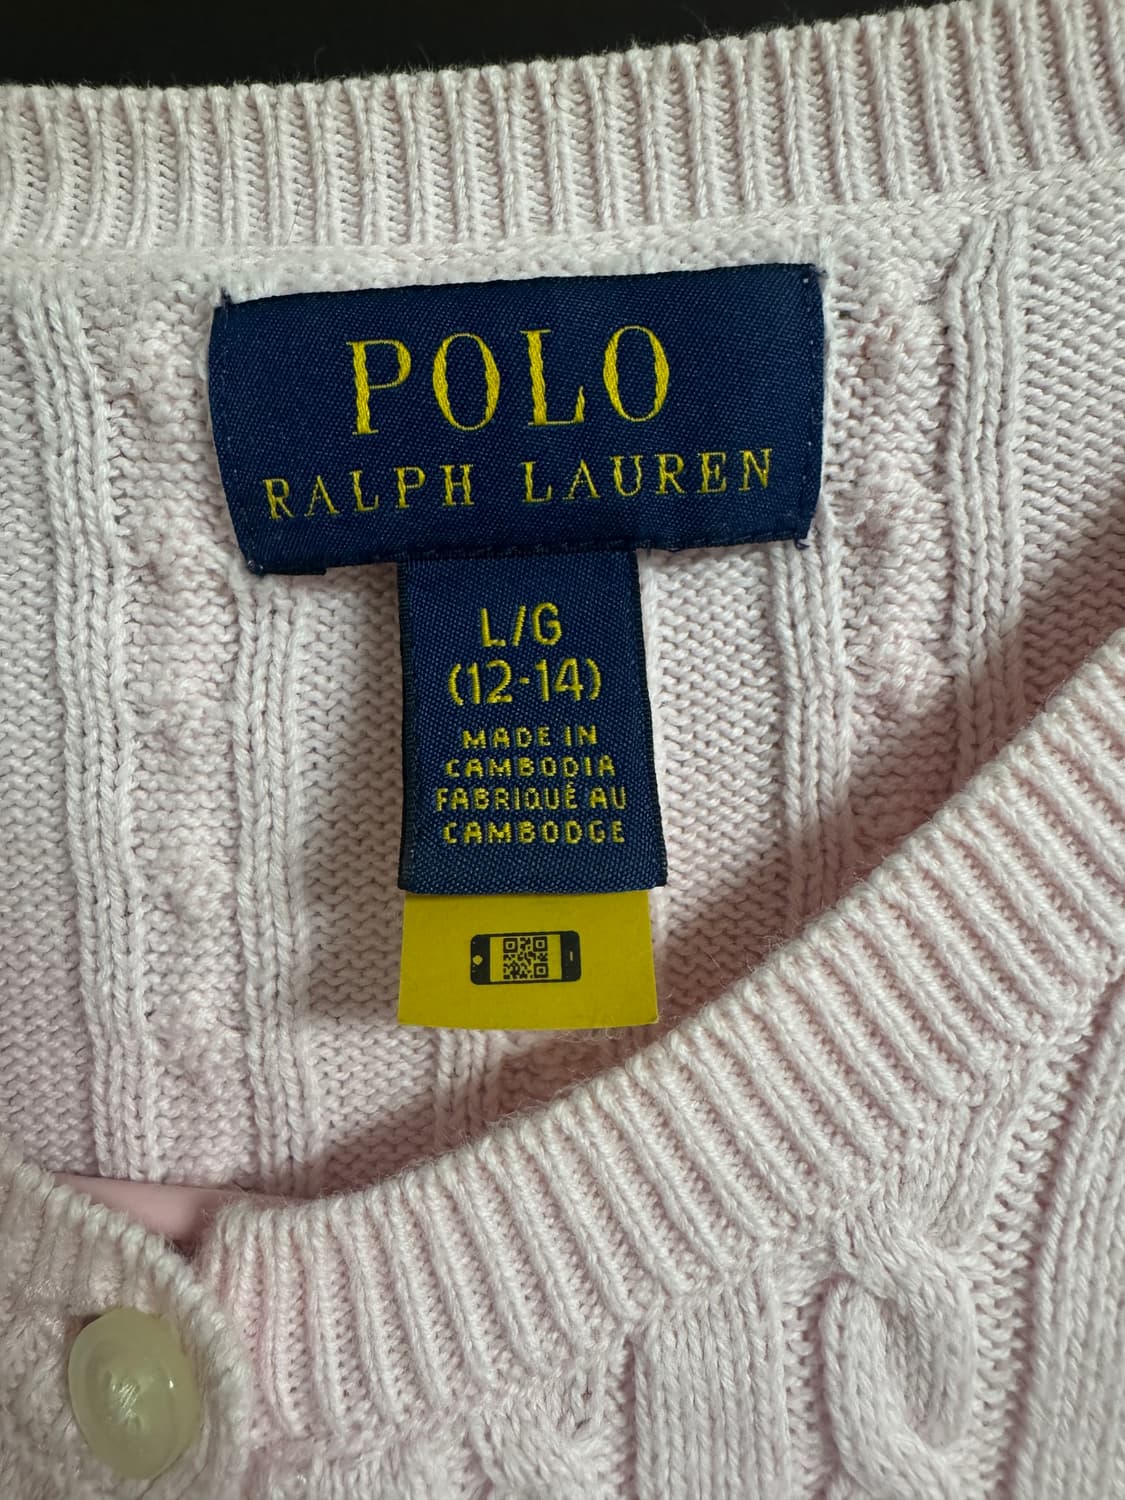 POLO
RALPH LAUREN
L/G
(12-14)
MADE IN
CAMBODIA
FABRIQUÉ AU
CAMBODGE